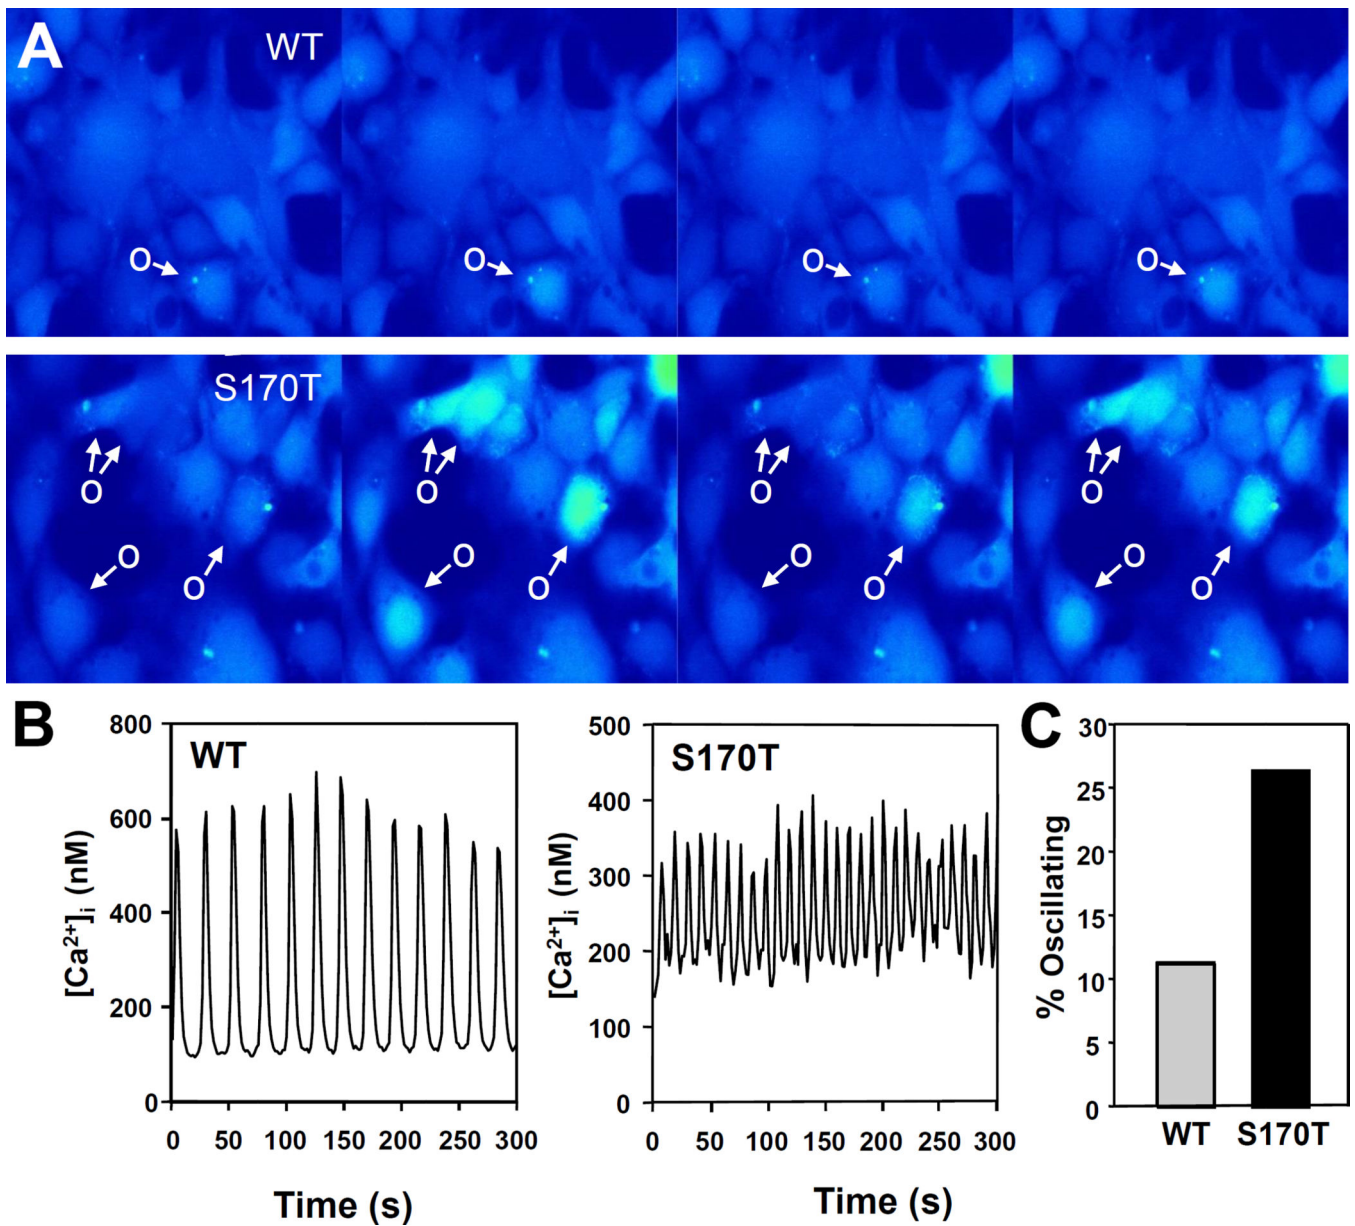 A
WT
O
O
O
O
S170T
O
O
O
O
O
O
O
O
O
O
O
O
B
WT
[Ca²⁺]ᵢ (nM)
800
600
400
200
0
0 50 100 150 200 250 300
Time (s)
S170T
[Ca²⁺]ᵢ (nM)
500
400
300
200
100
0
0 50 100 150 200 250 300
Time (s)
C
% Oscillating
30
25
20
15
10
5
0
WT S170T